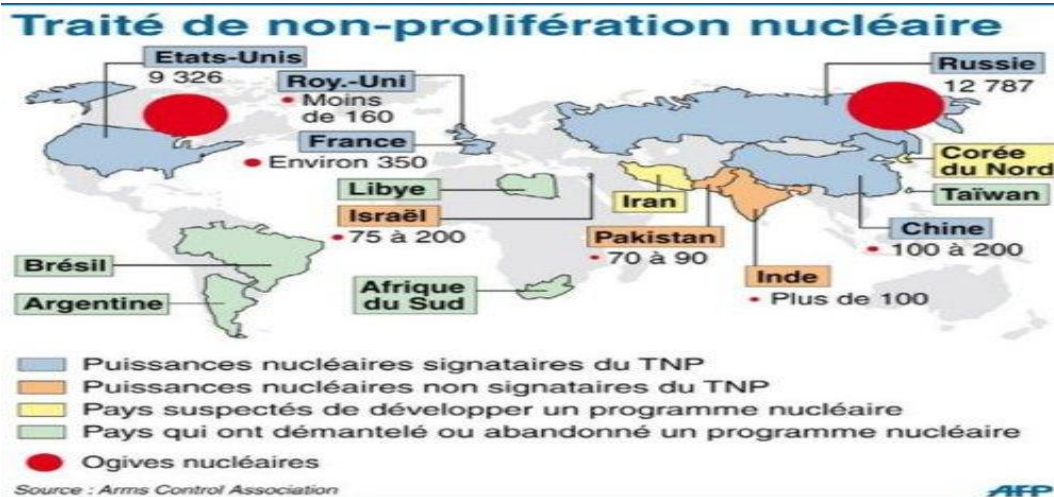 Traité de non-prolifération nucléaire
Etats-Unis
9 326
Roy.-Uni
Moins
de 160
France
Environ 350
Russie
12 787
Corée
du Nord
Taïwan
Libye
Israël
75 à 200
Iran
Pakistan
70 à 90
Chine
100 à 200
Inde
Plus de 100
Brésil
Argentine
Afrique
du Sud
Puissances nucléaires signataires du TNP
Puissances nucléaires non signataires du TNP
Pays suspectés de développer un programme nucléaire
Pays qui ont démantelé ou abandonné un programme nucléaire
Ogives nucléaires
Source : Arms Control Association
AFP